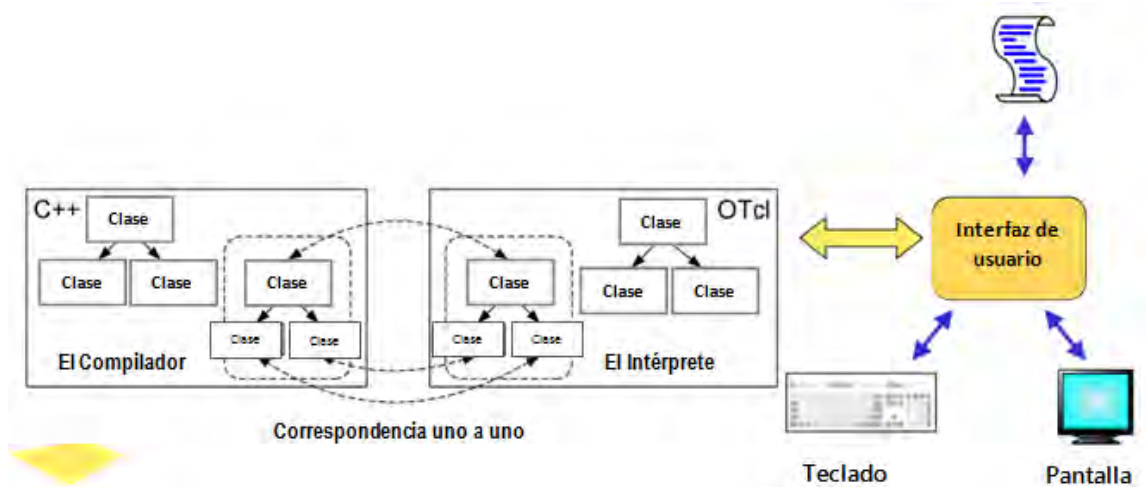 C++
Clase
Clase
Clase
Clase
Clase
Clase
El Compilador
OTcl
Clase
Clase
Clase
Clase
Clase
Clase
El Intérprete
Correspondencia uno a uno
Interfaz de
usuario
Teclado
Pantalla